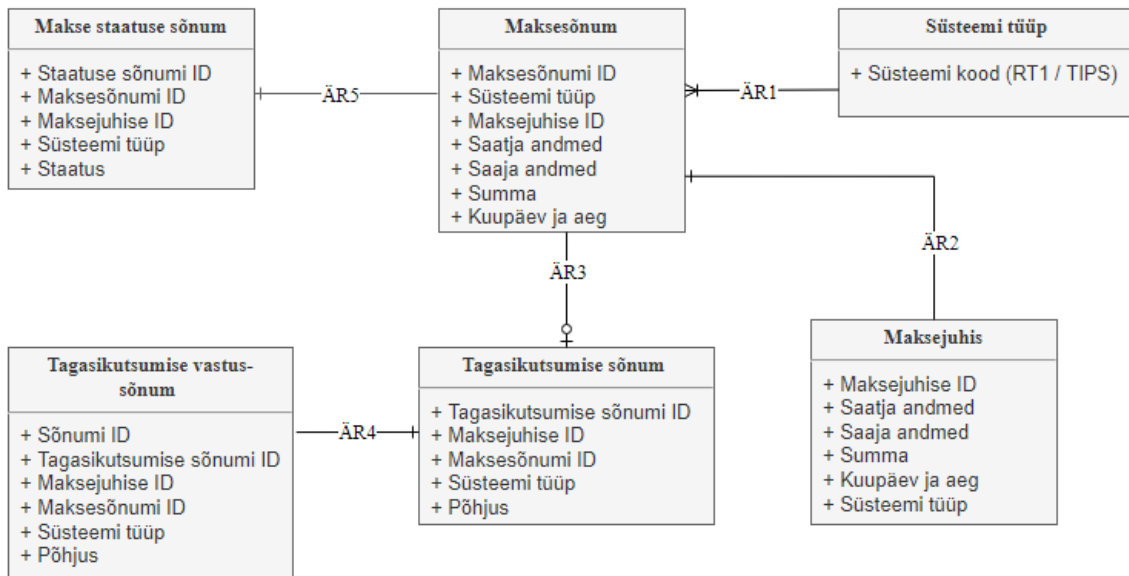 Makse staatuse sõnum
+ Staatuse sõnumi ID
+ Maksesõnumi ID
+ Maksejuhise ID
+ Süsteemi tüüp
+ Staatus
ÄR5
Maksesõnum
+ Maksesõnumi ID
+ Süsteemi tüüp
+ Maksejuhise ID
+ Saatja andmed
+ Saaja andmed
+ Summa
+ Kuupäev ja aeg
ÄR1
Süsteemi tüüp
+ Süsteemi kood (RT1 / TIPS)
ÄR3
ÄR2
Tagasikutsumise vastus-
sõnum
+ Sõnumi ID
+ Tagasikutsumise sõnumi ID
+ Maksejuhise ID
+ Maksesõnumi ID
+ Süsteemi tüüp
+ Põhjus
ÄR4
Tagasikutsumise sõnum
+ Tagasikutsumise sõnumi ID
+ Maksejuhise ID
+ Maksesõnumi ID
+ Süsteemi tüüp
+ Põhjus
Maksejuhis
+ Maksejuhise ID
+ Saatja andmed
+ Saaja andmed
+ Summa
+ Kuupäev ja aeg
+ Süsteemi tüüp